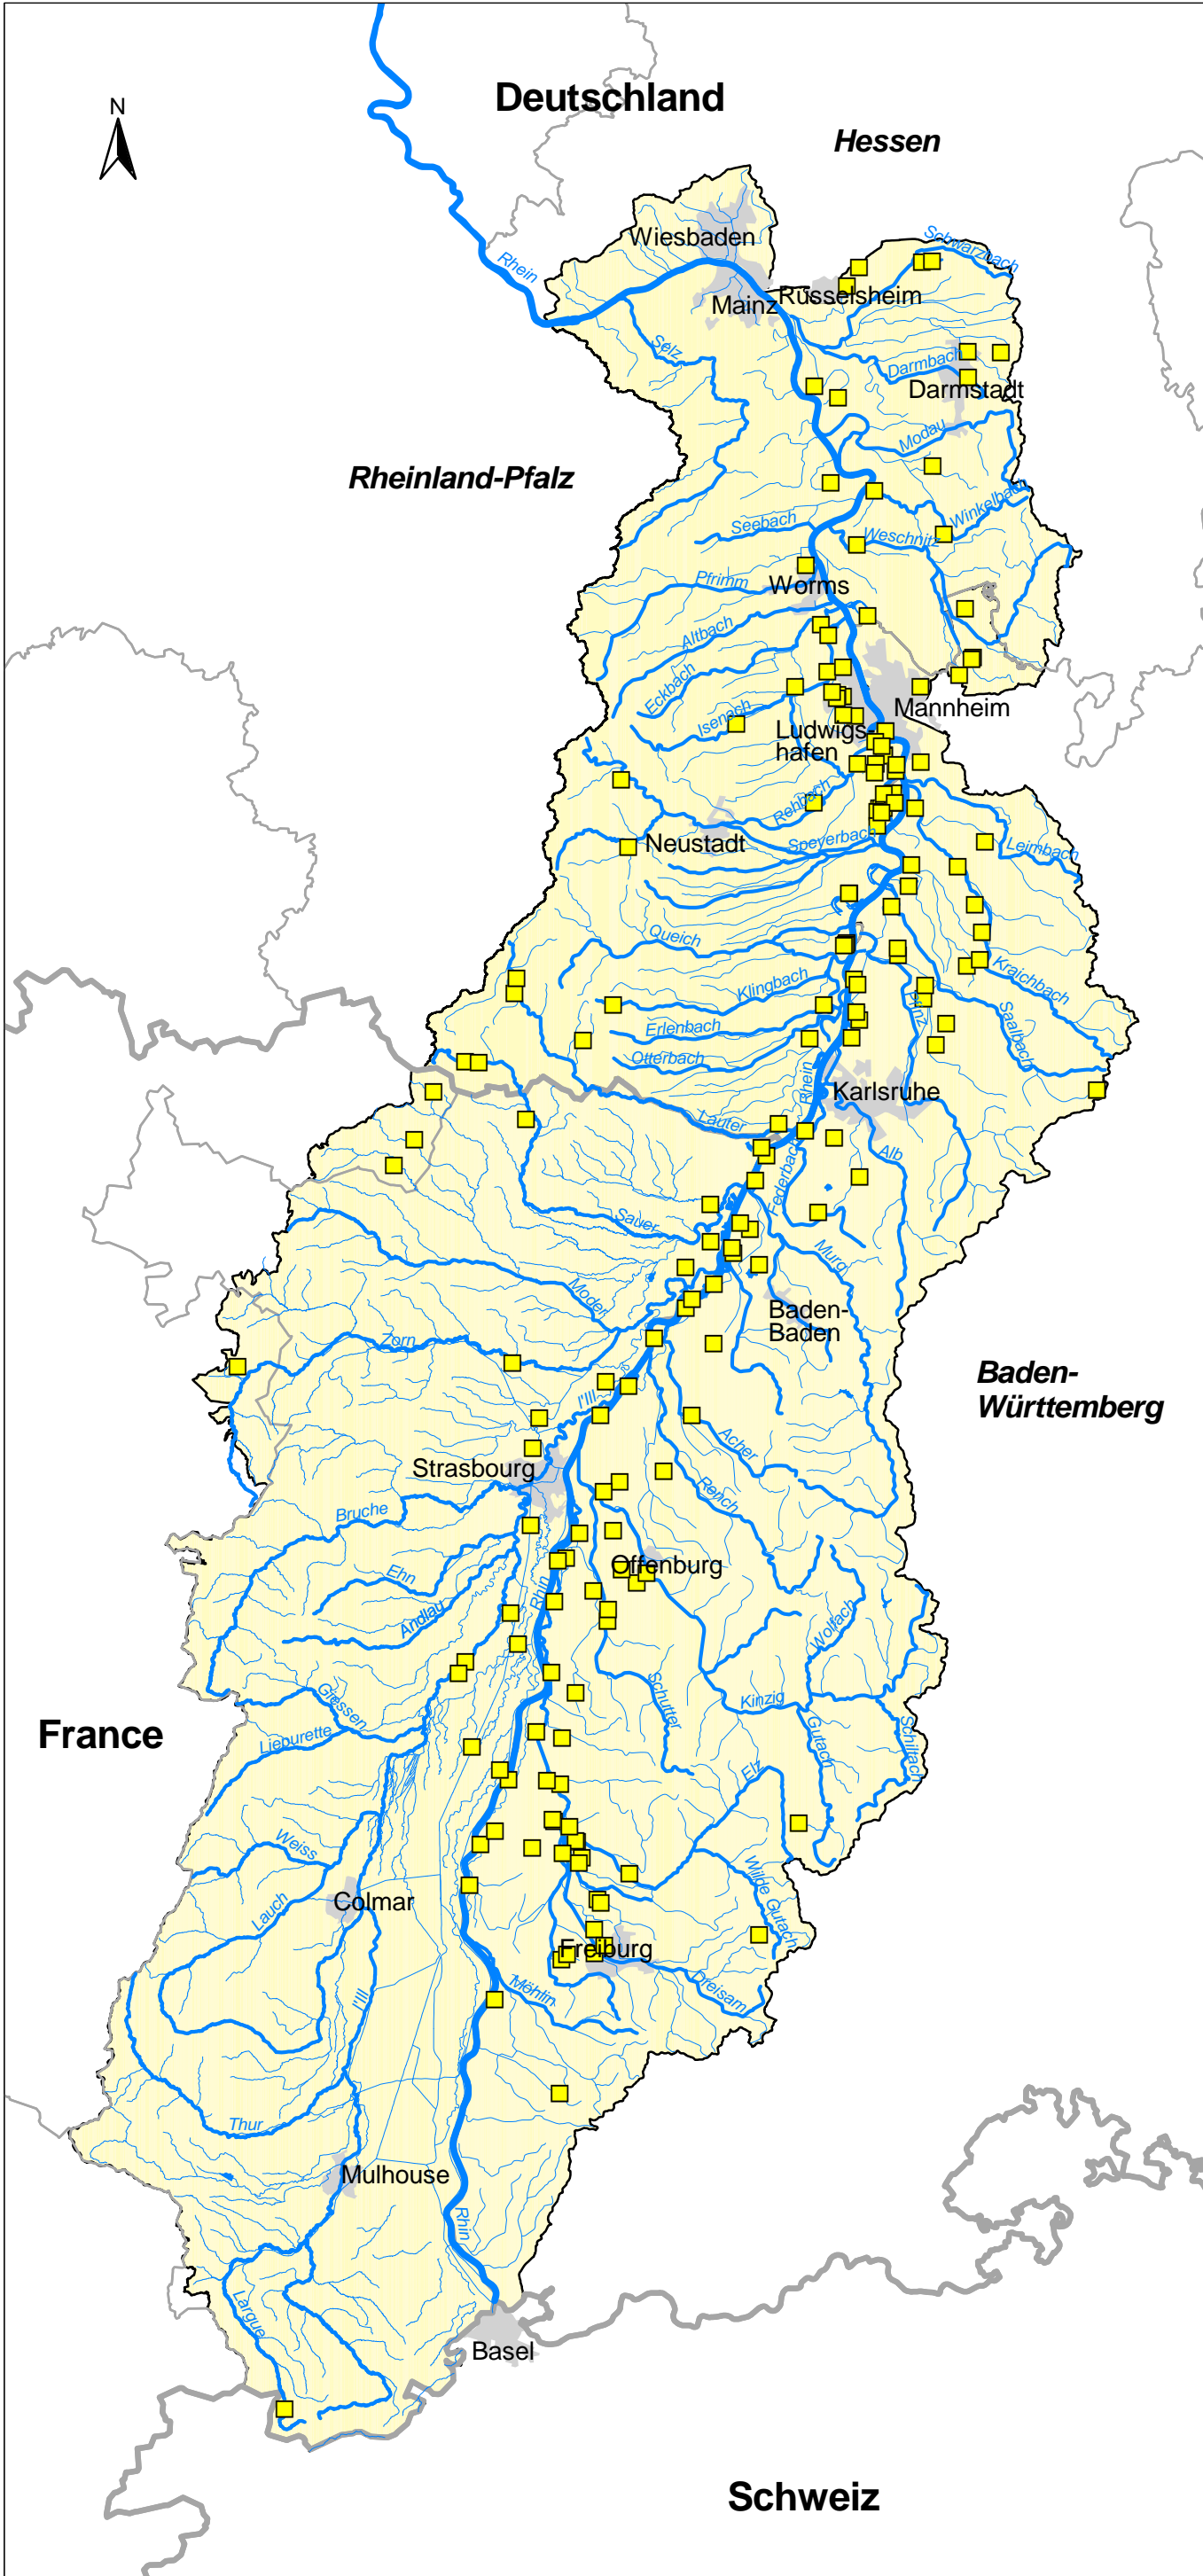 Deutschland
N
Hessen
Wiesbaden
Schwarzbach
Rhein
Mainz
Rüsselsheim
Selz
Darmbach
Darmstadt
Modau
Rheinland-Pfalz
Winkelbach
Seebach
Weschnitz
Pfrimm
Worms
Altbach
Eckbach
Isenach
Mannheim
Ludwigs-
hafen
Rehbach
Speyerbach
Neustadt
Leimbach
Queich
Klingbach
Kraichbach
Pfinz
Saalbach
Erlenbach
Otterbach
Rhein
Karlsruhe
Lauter
Alb
Federbach
Sauer
Murg
Moder
Baden-
Baden
Zorn
Baden-
Württemberg
l'Ill
Acher
Strasbourg
Rench
Bruche
Offenburg
Ehn
Rhin
Andlau
Wolfach
Schutter
Kinzig
Giessen
Gutach
Schiltach
France
Liepurette
Elz
Weiss
Wilde Gutach
Lauch
Colmar
Freiburg
l'Ill
Möhlin
Dreisam
Thur
Mulhouse
Rhin
Largue
Basel
Schweiz